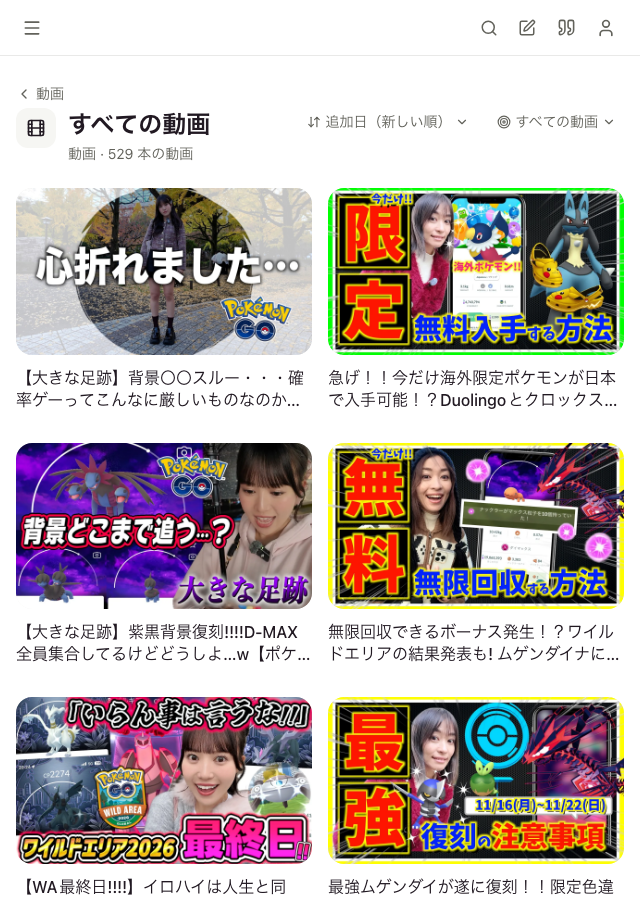 動画
すべての動画
動画 · 529 本の動画
追加日（新しい順）
すべての動画
心折れました…
Pokémon
GO
【大きな足跡】背景〇〇スルー・・・確
率ゲーってこんなに厳しいものなのか...
今だけ!!
限定
海外ポケモン!!
無料入手する方法
急げ！！今だけ海外限定ポケモンが日本
で入手可能！？Duolingoとクロックス...
Pokémon
GO
背景どこまで追う…?
大きな足跡
【大きな足跡】紫黒背景復刻!!!!D-MAX
全員集合してるけどどうしよ...w【ポケ...
今だけ!!
無料
無限回収する方法
無限回収できるボーナス発生！？ワイル
ドエリアの結果発表も! ムゲンダイナに...
「いらん事は言うな!!」
CP2274
Pokémon
GO
WILD AREA
ワイルドエリア2026 最終日!!
【WA最終日!!!!】イロハイは人生と同
最強
11/16(月)~11/22(日)
復刻の注意事項
最強ムゲンダイが遂に復刻！！限定色違